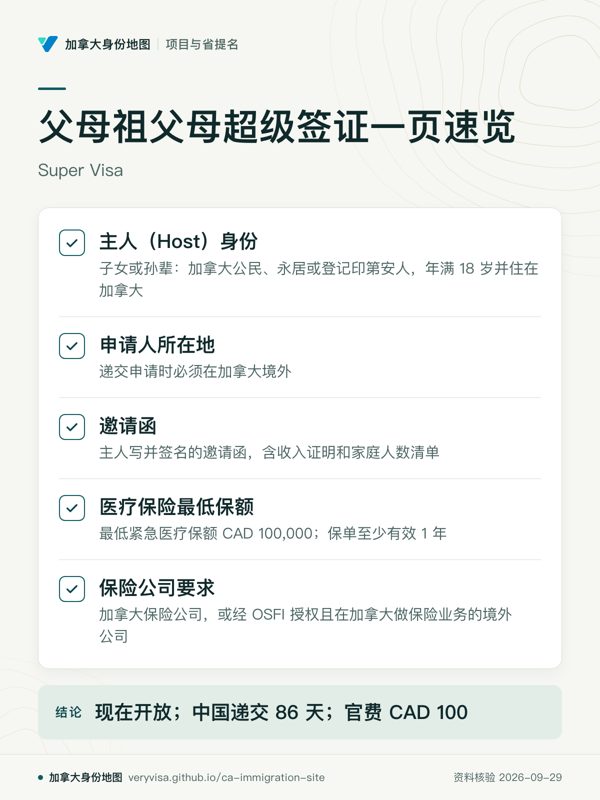 加拿大身份地图 | 项目与省提名
父母祖父母超级签证一页速览
Super Visa
主人（Host）身份
子女或孙辈：加拿大公民、永居或登记印第安人，年满 18 岁并住在
加拿大
申请人所在地
递交申请时必须在加拿大境外
邀请函
主人写并签名的邀请函，含收入证明和家庭人数清单
医疗保险最低保额
最低紧急医疗保额 CAD 100,000；保单至少有效 1 年
保险公司要求
加拿大保险公司，或经 OSFI 授权且在加拿大做保险业务的境外
公司
结论 现在开放；中国递交 86 天；官费 CAD 100
加拿大身份地图 veryvisa.github.io/ca-immigration-site 资料核验 2026-09-29